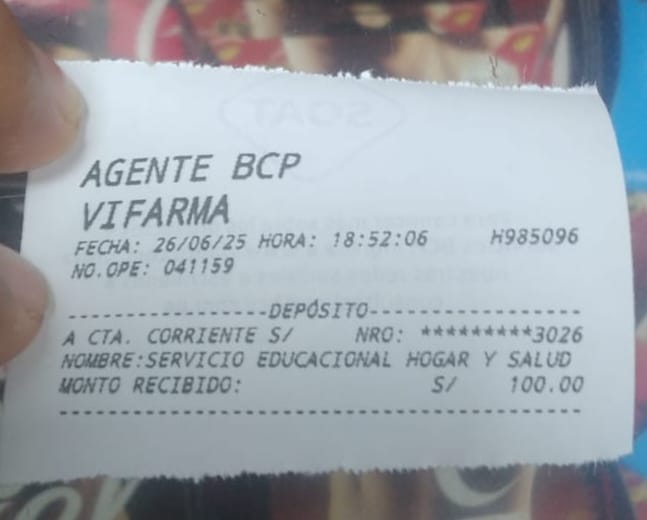 AGENTE BCP
VIFARMA
FECHA: 26/06/25 HORA: 18:52:06 H985096
NO.OPE: 041159
-----------------DEPÓSITO------------------
A CTA. CORRIENTE S/ NRO: *********3026
NOMBRE:SERVICIO EDUCACIONAL HOGAR Y SALUD
MONTO RECIBIDO: S/ 100.00
--------------------------------------------